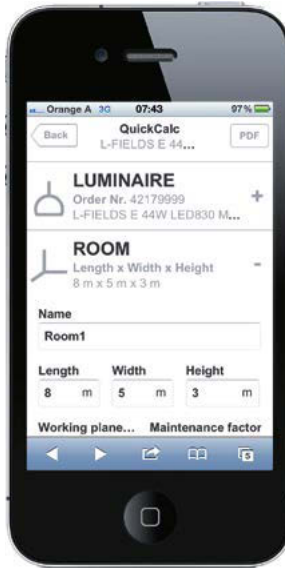 Orange A 3G 07:43 97%
Back QuickCalc PDF
L-FIELDS E 44...
LUMINAIRE
Order Nr. 42179999 +
L-FIELDS E 44W LED830 M...
ROOM
Length x Width x Height -
8 m x 5 m x 3 m
Name
Room1
Length Width Height
8 m 5 m 3 m
Working plane... Maintenance factor
5